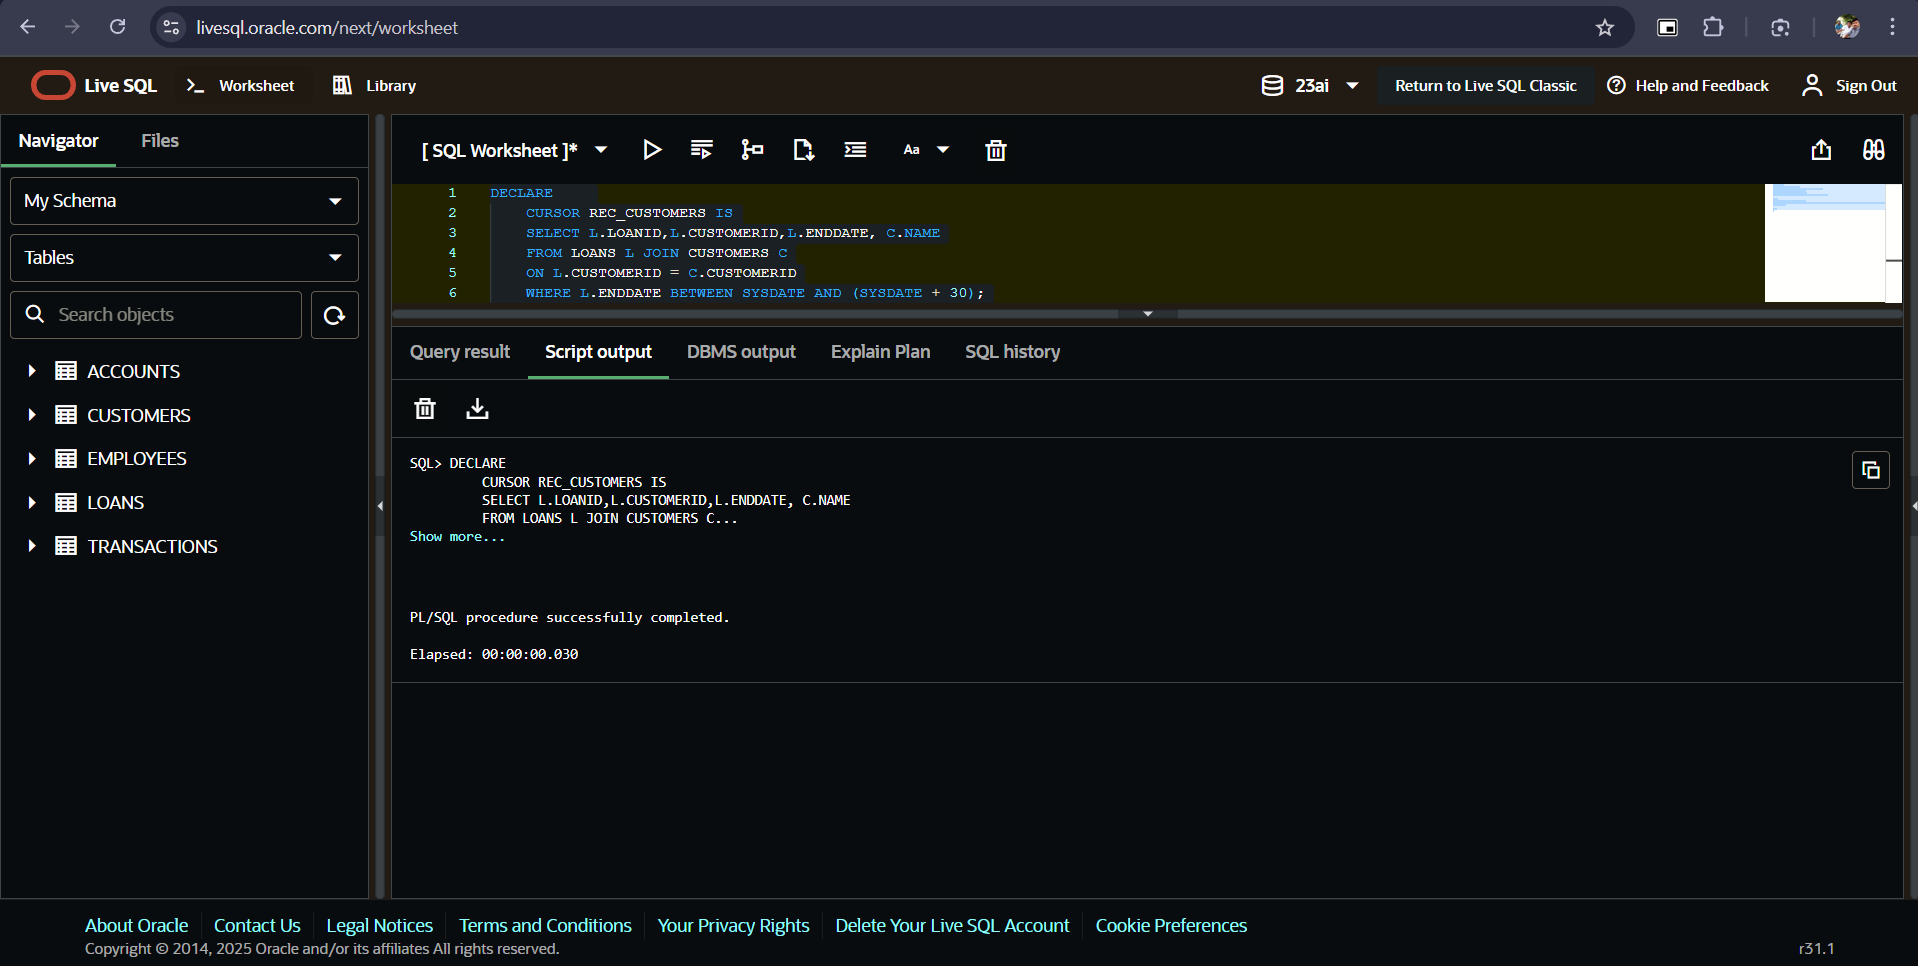 livesql.oracle.com/next/worksheet
Live SQL
Worksheet
Library
23ai
Return to Live SQL Classic
Help and Feedback
Sign Out
Navigator
Files
My Schema
Tables
Search objects
ACCOUNTS
CUSTOMERS
EMPLOYEES
LOANS
TRANSACTIONS
[ SQL Worksheet ]*
Aa
1 DECLARE
2 CURSOR REC_CUSTOMERS IS
3 SELECT L.LOANID,L.CUSTOMERID,L.ENDDATE, C.NAME
4 FROM LOANS L JOIN CUSTOMERS C
5 ON L.CUSTOMERID = C.CUSTOMERID
6 WHERE L.ENDDATE BETWEEN SYSDATE AND (SYSDATE + 30);
Query result
Script output
DBMS output
Explain Plan
SQL history
SQL> DECLARE
CURSOR REC_CUSTOMERS IS
SELECT L.LOANID,L.CUSTOMERID,L.ENDDATE, C.NAME
FROM LOANS L JOIN CUSTOMERS C...
Show more...
PL/SQL procedure successfully completed.
Elapsed: 00:00:00.030
About Oracle
Contact Us
Legal Notices
Terms and Conditions
Your Privacy Rights
Delete Your Live SQL Account
Cookie Preferences
Copyright © 2014, 2025 Oracle and/or its affiliates All rights reserved.
r31.1